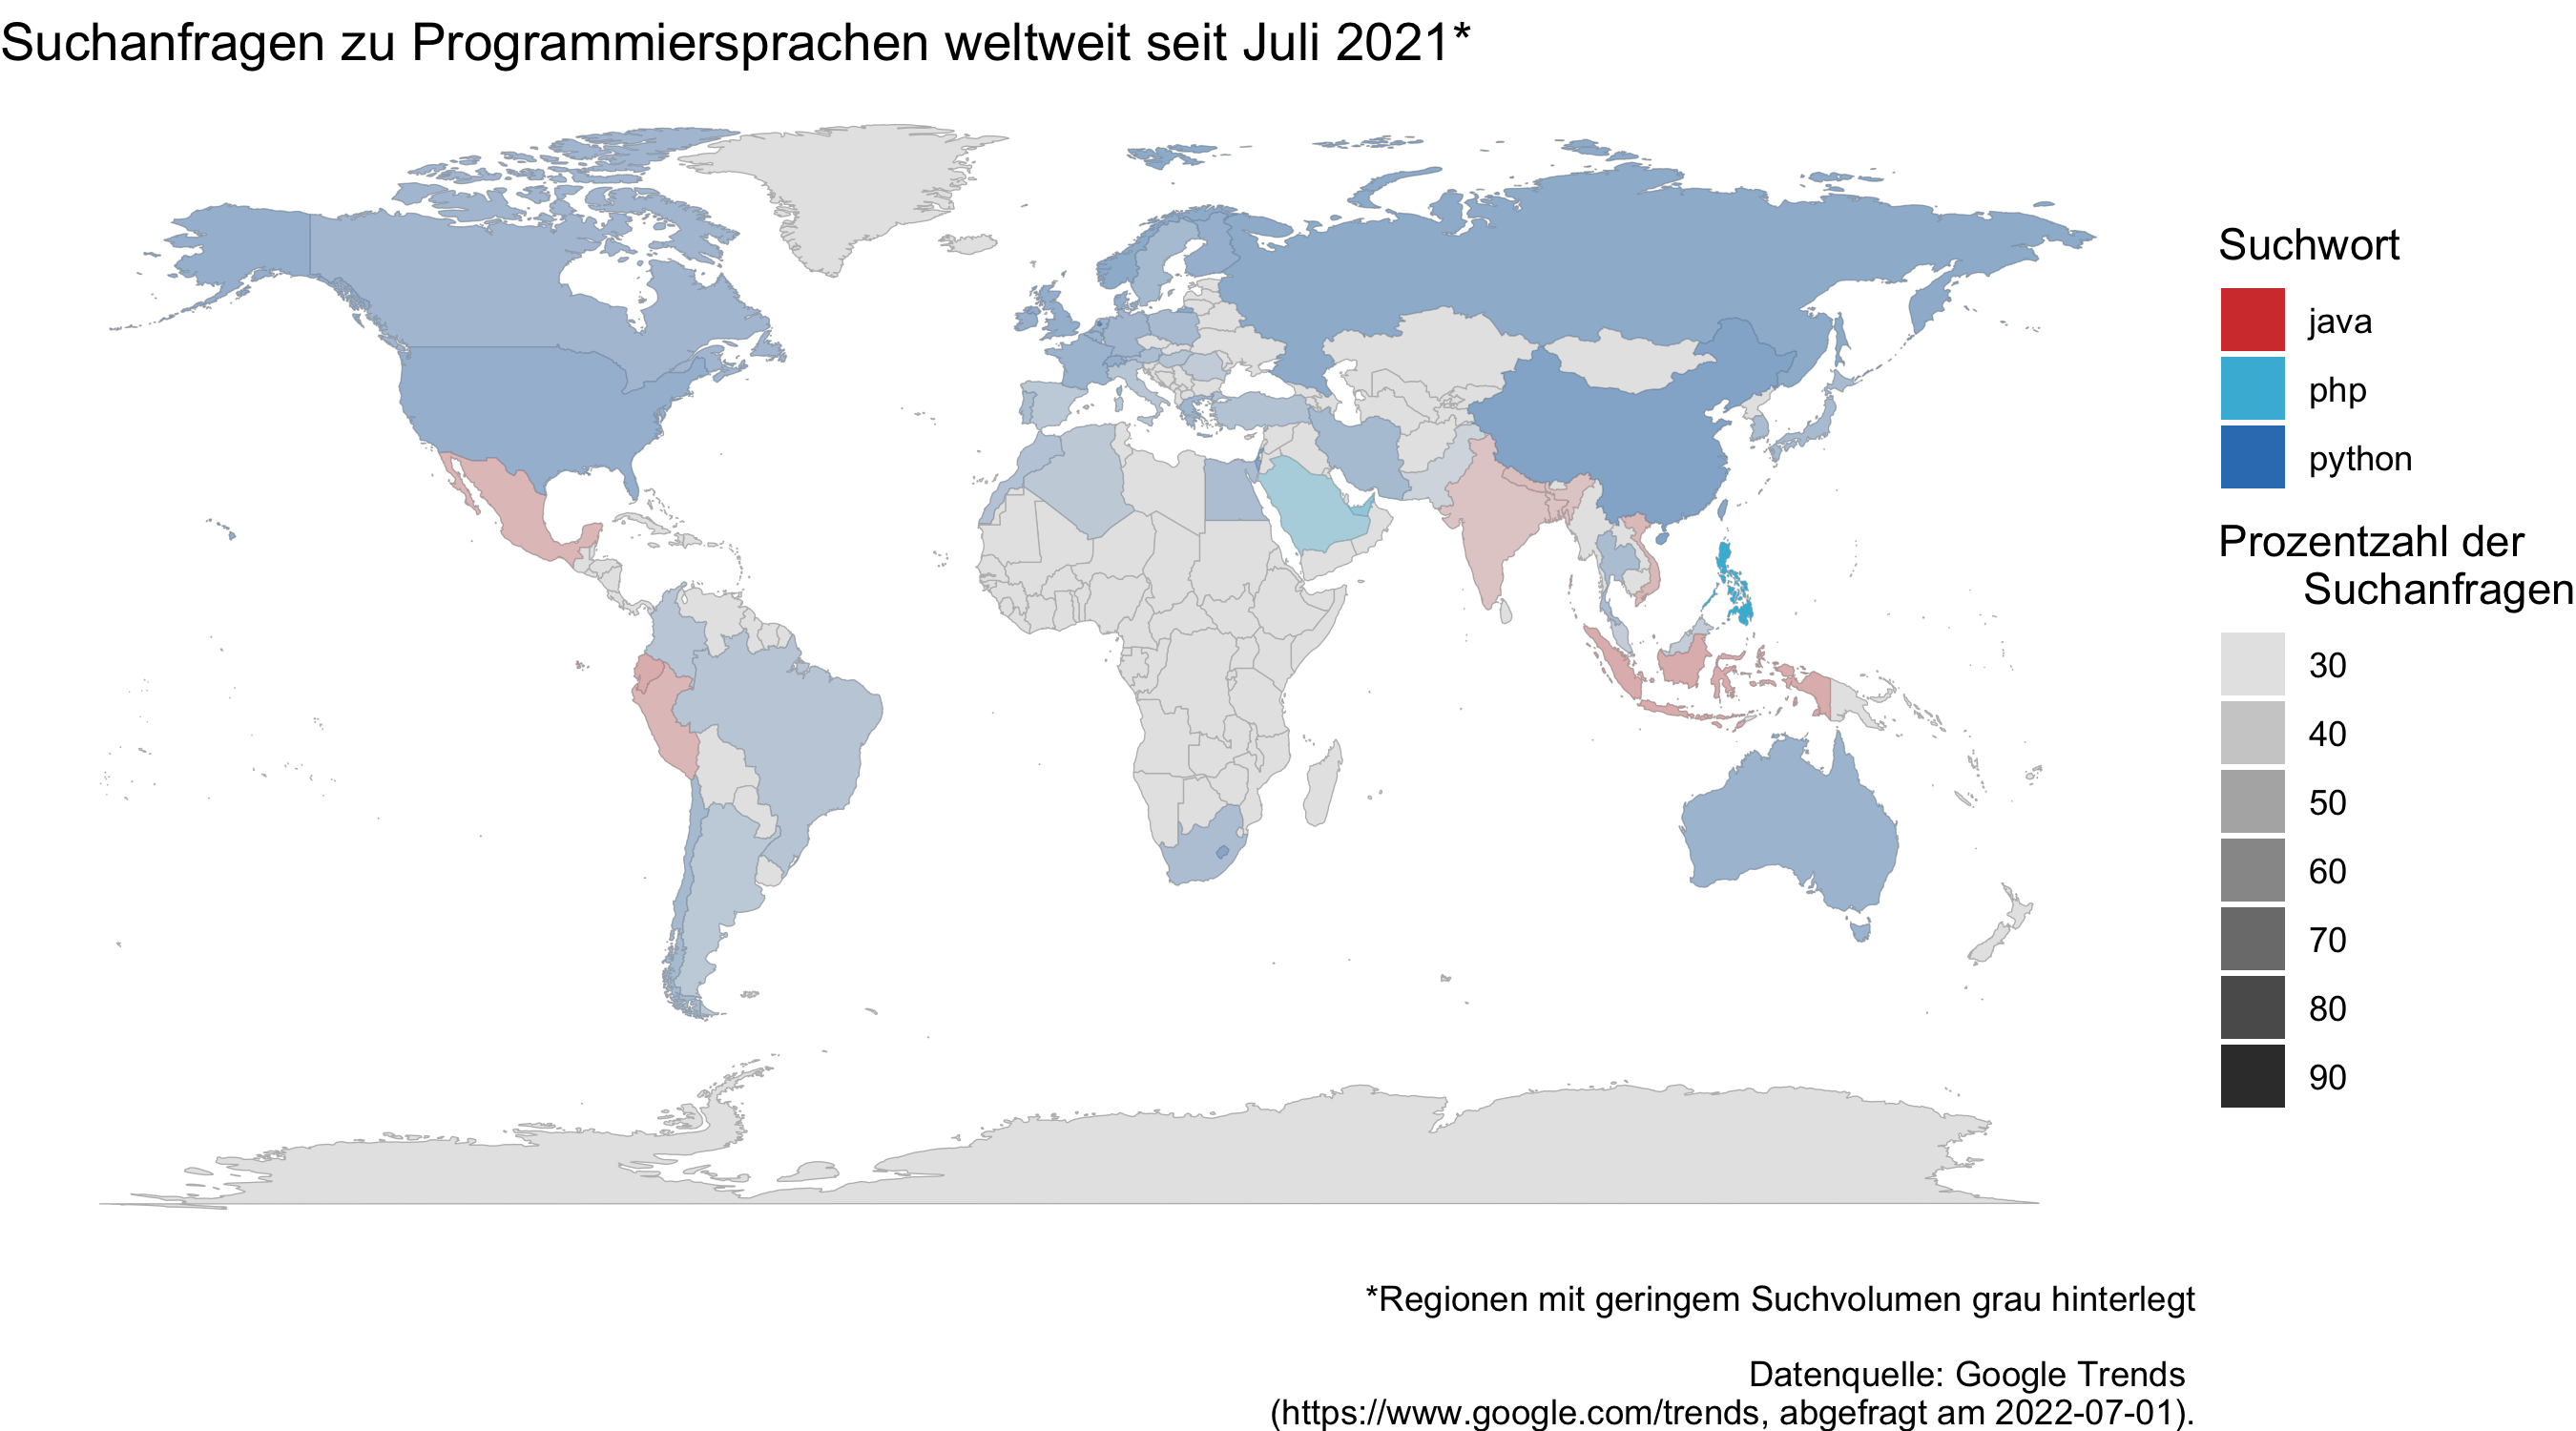 Suchanfragen zu Programmiersprachen weltweit seit Juli 2021*
Suchwort
java
php
python
Prozentzahl der
Suchanfragen
30
40
50
60
70
80
90
*Regionen mit geringem Suchvolumen grau hinterlegt
Datenquelle: Google Trends
(https://www.google.com/trends, abgefragt am 2022-07-01).